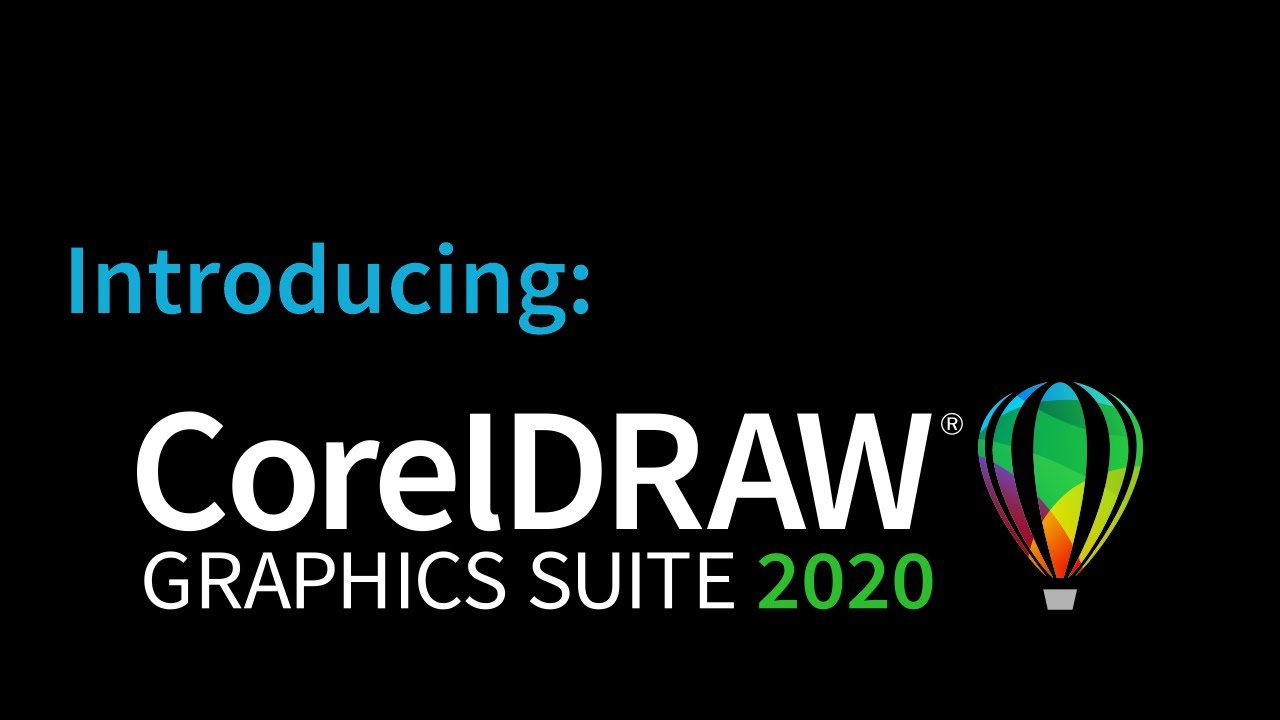 Introducing:
CorelDRAW®
GRAPHICS SUITE 2020